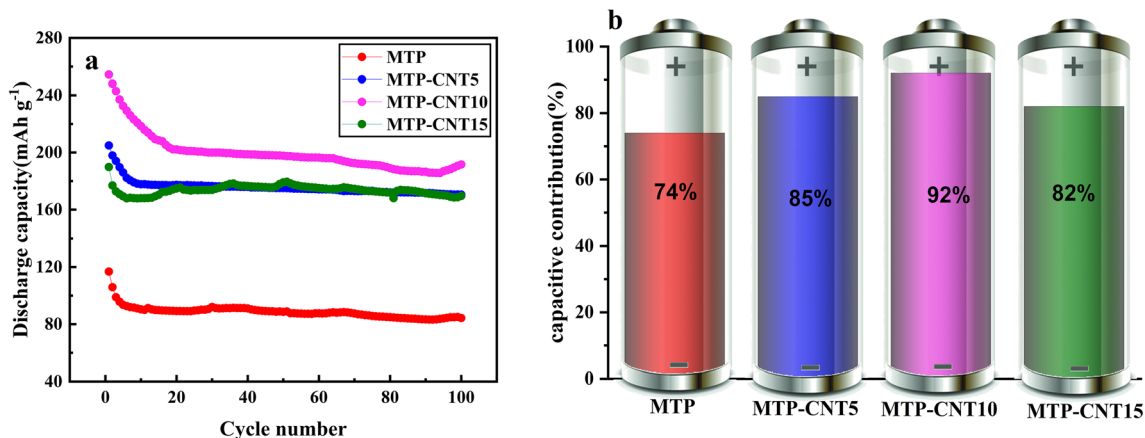 a
Discharge capacity(mAh g⁻¹)
280
240
200
160
120
80
40
0
20
40
60
80
100
Cycle number
MTP
MTP-CNT5
MTP-CNT10
MTP-CNT15
b
capacitive contribution(%)
100
80
60
40
20
0
+
+
+
+
74%
85%
92%
82%
-
-
-
-
MTP
MTP-CNT5
MTP-CNT10
MTP-CNT15